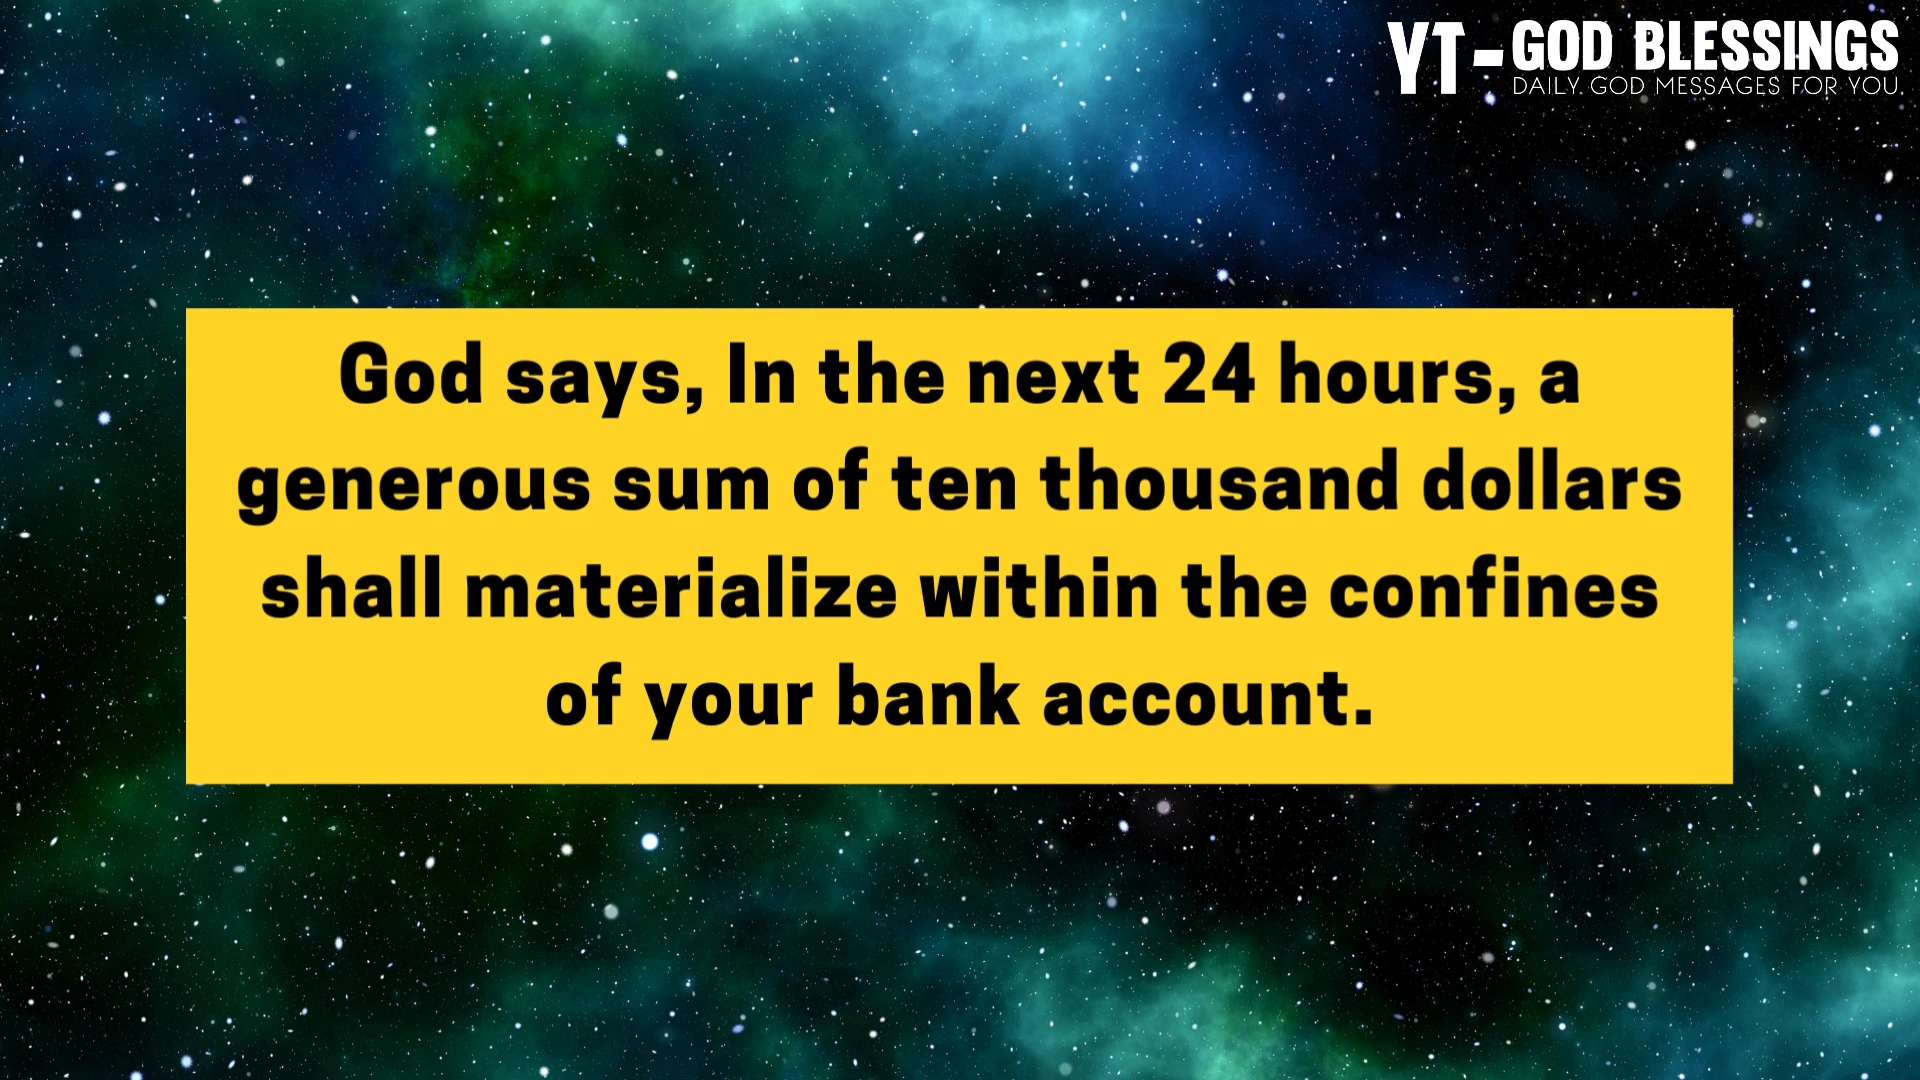 YT-GOD BLESSINGS
DAILY GOD MESSAGES FOR YOU
God says, In the next 24 hours, a
generous sum of ten thousand dollars
shall materialize within the confines
of your bank account.